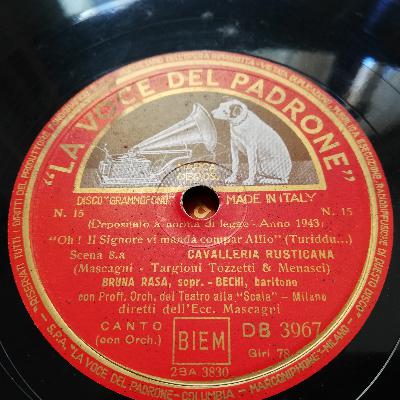 "LA VOCE DEL PADRONE"
DISCO "GRAMMOFONO" MADE IN ITALY
N. 15 N. 15
(Depositato a norma di legge - Anno 1943)
"Oh ! Il Signore vi manda compar Alfio" (Turiddu...)
Scena 8.a CAVALLERIA RUSTICANA
(Mascagni - Targioni Tozzetti & Menasci)
BRUNA RASA, sopr. - BECHI, baritono
con Proff. Orch. del Teatro alla "Scala" - Milano
diretti dell'Ecc. Mascagni
CANTO BIEM DB 3967
(con Orch.) Giri 78
2BA 3830
S.P.A. "LA VOCE DEL PADRONE - COLUMBIA - MARCONIPHONE" - MILANO -